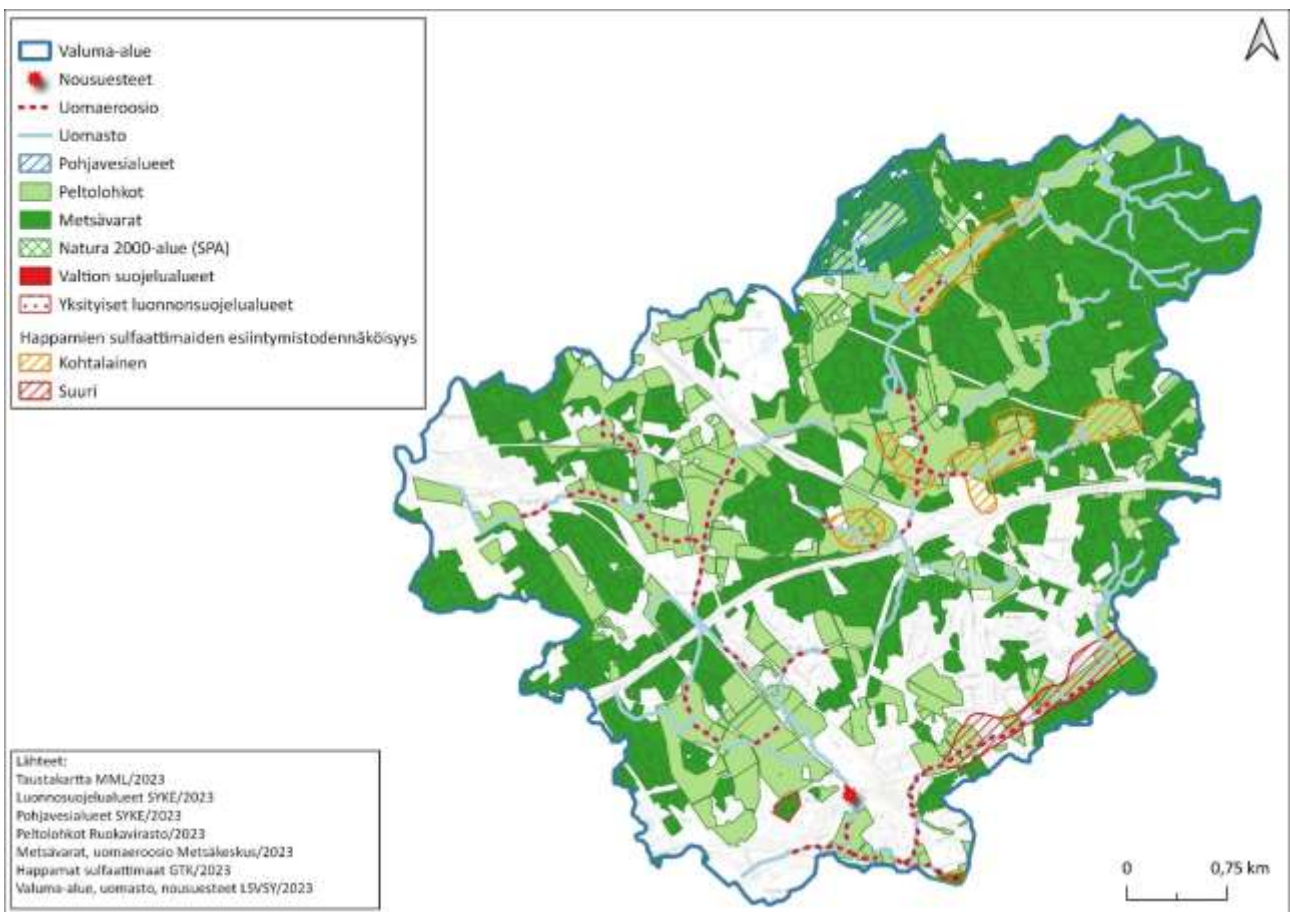 Valuma-alue
Nousuesteet
Uomaeroosio
Uomasto
Pohjavesialueet
Peltolohkot
Metsävarat
Natura 2000-alue (SPA)
Valtion suojelualueet
Yksityiset luonnonsuojelualueet
Happamien sulfaattimaiden esiintymistodennäköisyys
Kohtalainen
Suuri
Lähteet:
Taustakartta MML/2023
Luonnosuojelualueet SYKE/2023
Pohjavesialueet SYKE/2023
Peltolohkot Ruokavirasto/2023
Metsävarat, uomaeroosio Metsäkeskus/2023
Happamat sulfaattimaat GTK/2023
Valuma-alue, uomasto, nousuesteet LSVSY/2023
0 0,75 km